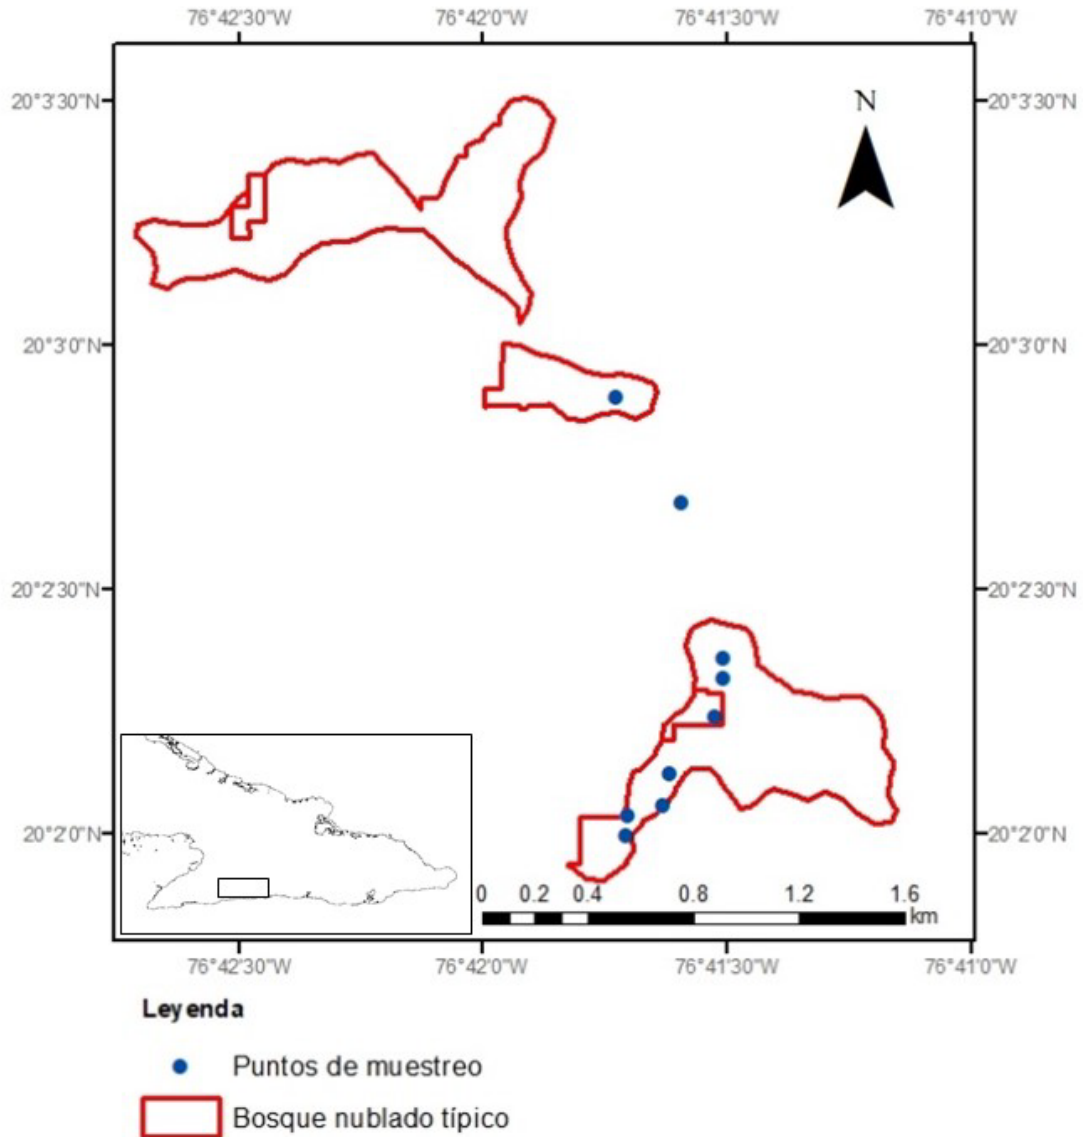 76°42'30"W 76°42'0"W 76°41'30"W 76°41'0"W
20°3'30"N 20°3'30"N
N
20°3'0"N 20°3'0"N
20°2'30"N 20°2'30"N
20°2'0"N 20°2'0"N
0 0.2 0.4 0.8 1.2 1.6
km
76°42'30"W 76°42'0"W 76°41'30"W 76°41'0"W
Leyenda
Puntos de muestreo
Bosque nublado típico